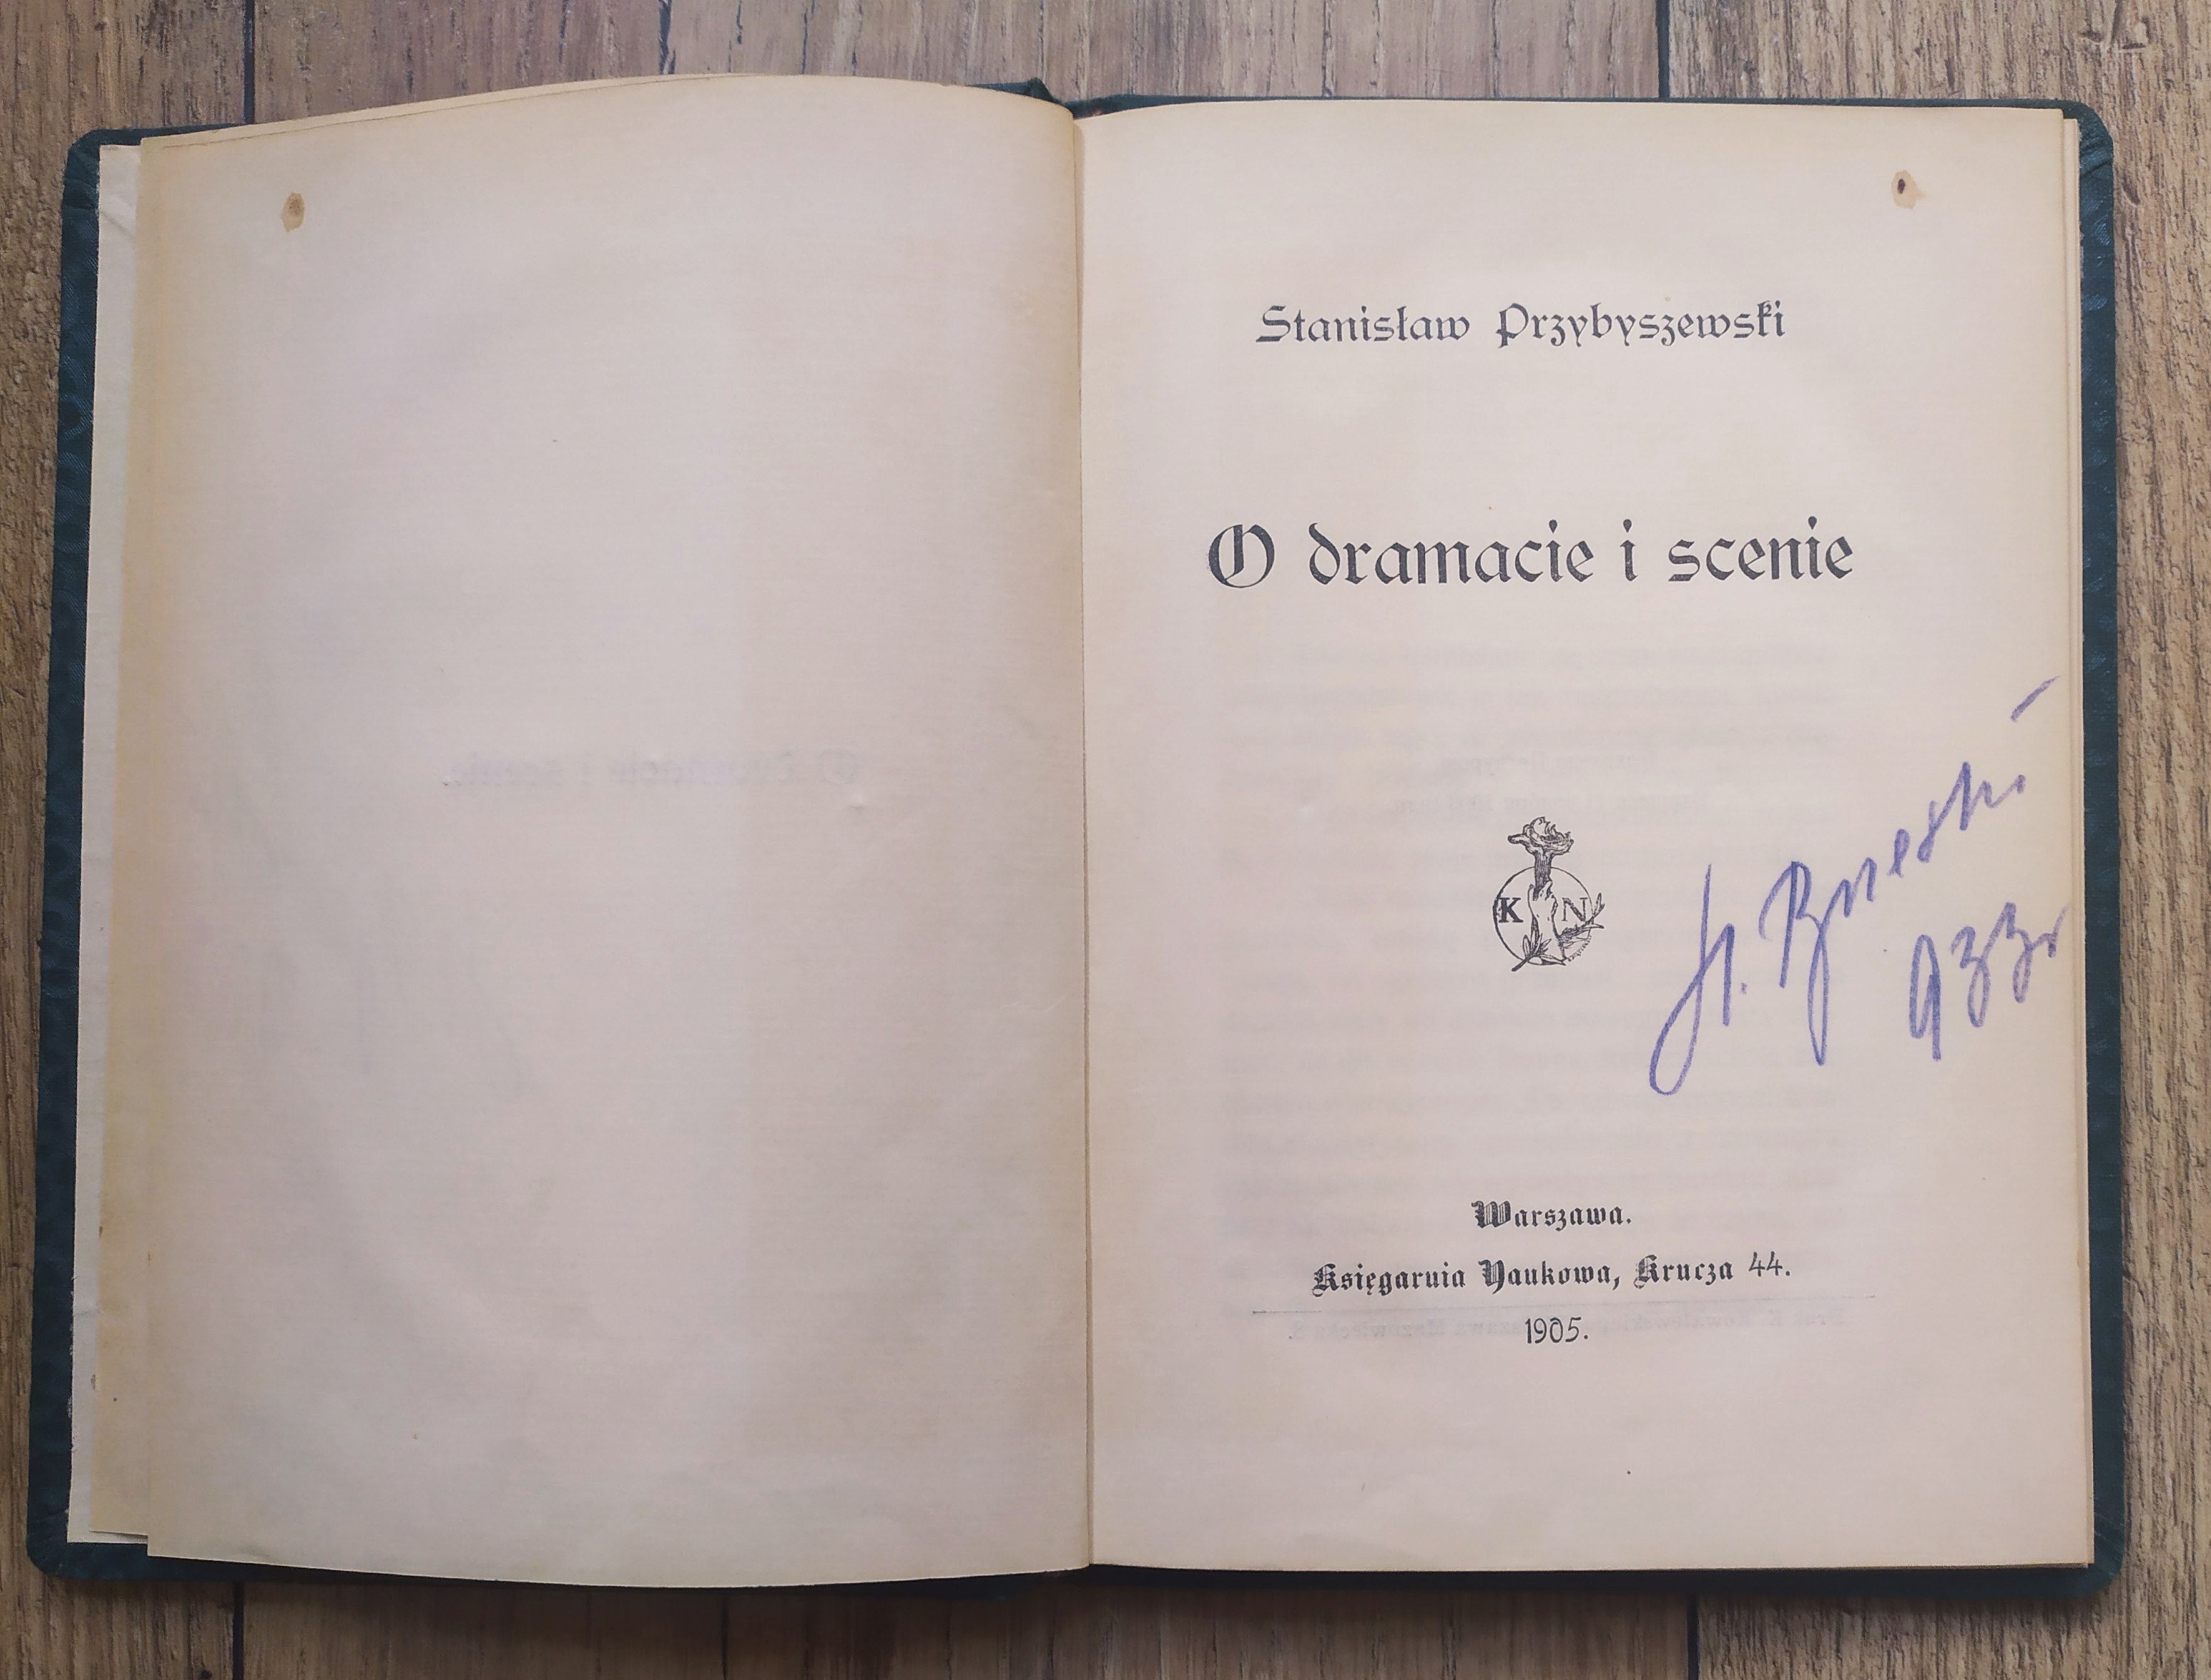 Stanisław Przybyszewski
O dramacie i scenie
K N
Warszawa.
Księgarnia Naukowa, Krucza 44.
1905.